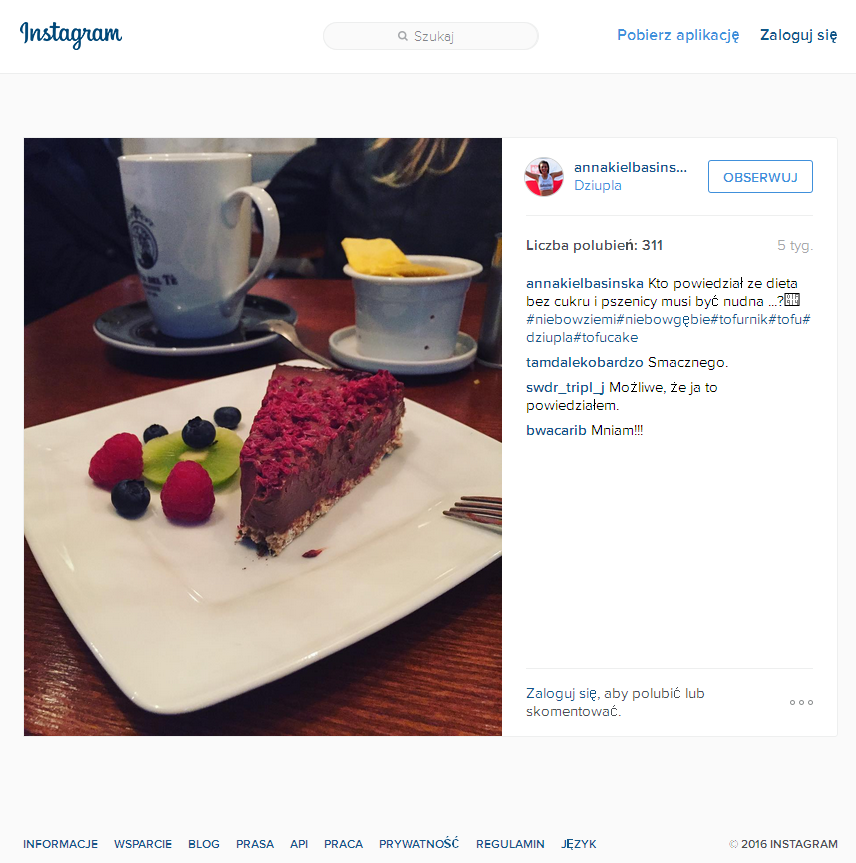 Instagram
Szukaj
Pobierz aplikację
Zaloguj się
annakielbasins...
Dziupla
OBSERWUJ
Liczba polubień: 311
5 tyg.
annakielbasinska Kto powiedział ze dieta
bez cukru i pszenicy musi być nudna ...?
#niebowziemi#niebowgębie#tofurnik#tofu#
dziupla#tofucake
tamdalekobardzo Smacznego.
swdr_tripl_j Możliwe, że ja to
powiedziałem.
bwacarib Mniam!!!
Zaloguj się, aby polubić lub
skomentować.
INFORMACJE WSPARCIE BLOG PRASA API PRACA PRYWATNOŚĆ REGULAMIN JĘZYK
© 2016 INSTAGRAM